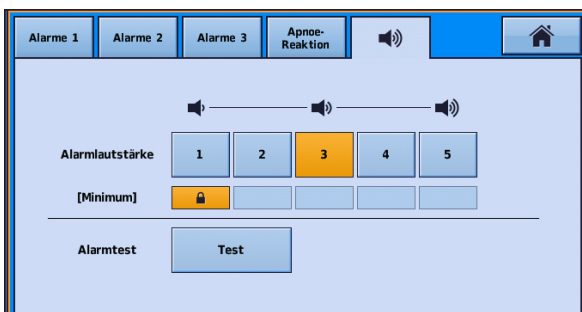 Alarme 1
Alarme 2
Alarme 3
Apnoe-
Reaktion
Alarmlautstärke
1
2
3
4
5
[Minimum]
Alarmtest
Test